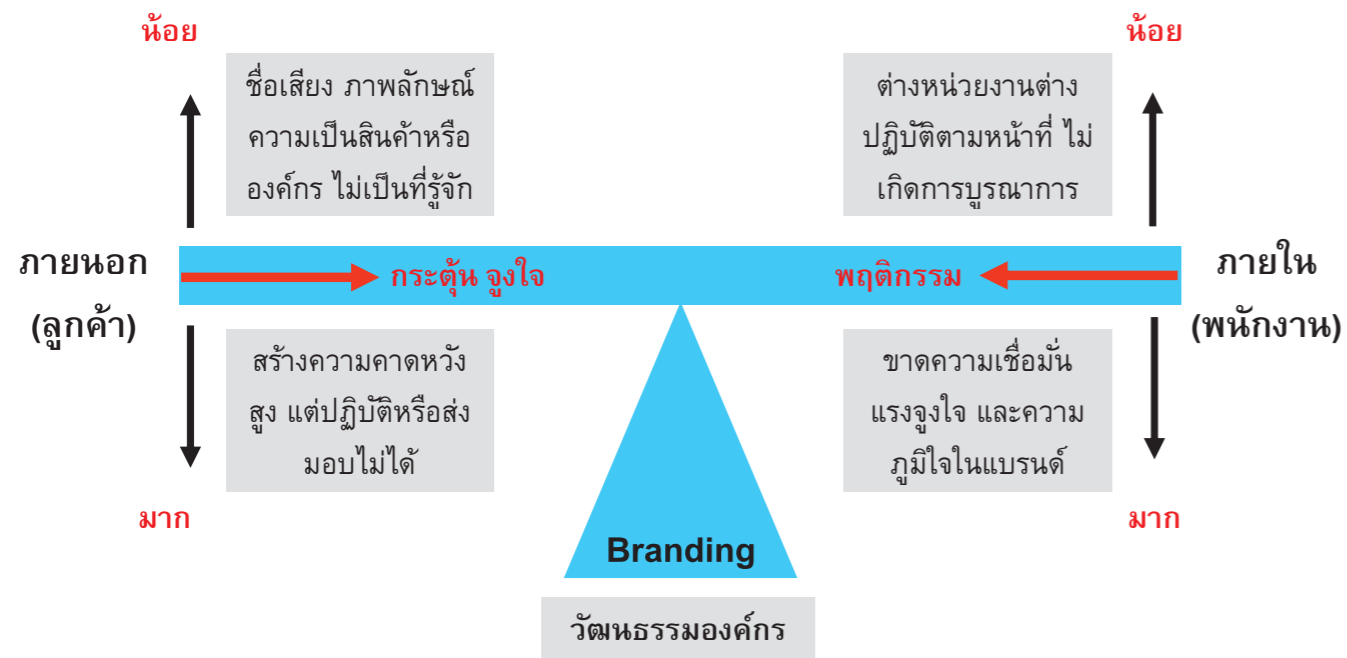 น้อย
น้อย
ชื่อเสียง ภาพลักษณ์
ความเป็นสินค้าหรือ
องค์กร ไม่เป็นที่รู้จัก
ต่างหน่วยงานต่าง
ปฏิบัติตามหน้าที่ ไม่
เกิดการบูรณาการ
ภายนอก
(ลูกค้า)
กระตุ้น จูงใจ
พฤติกรรม
ภายใน
(พนักงาน)
สร้างความคาดหวัง
สูง แต่ปฏิบัติหรือส่ง
มอบไม่ได้
ขาดความเชื่อมั่น
แรงจูงใจ และความ
ภูมิใจในแบรนด์
มาก
มาก
Branding
วัฒนธรรมองค์กร